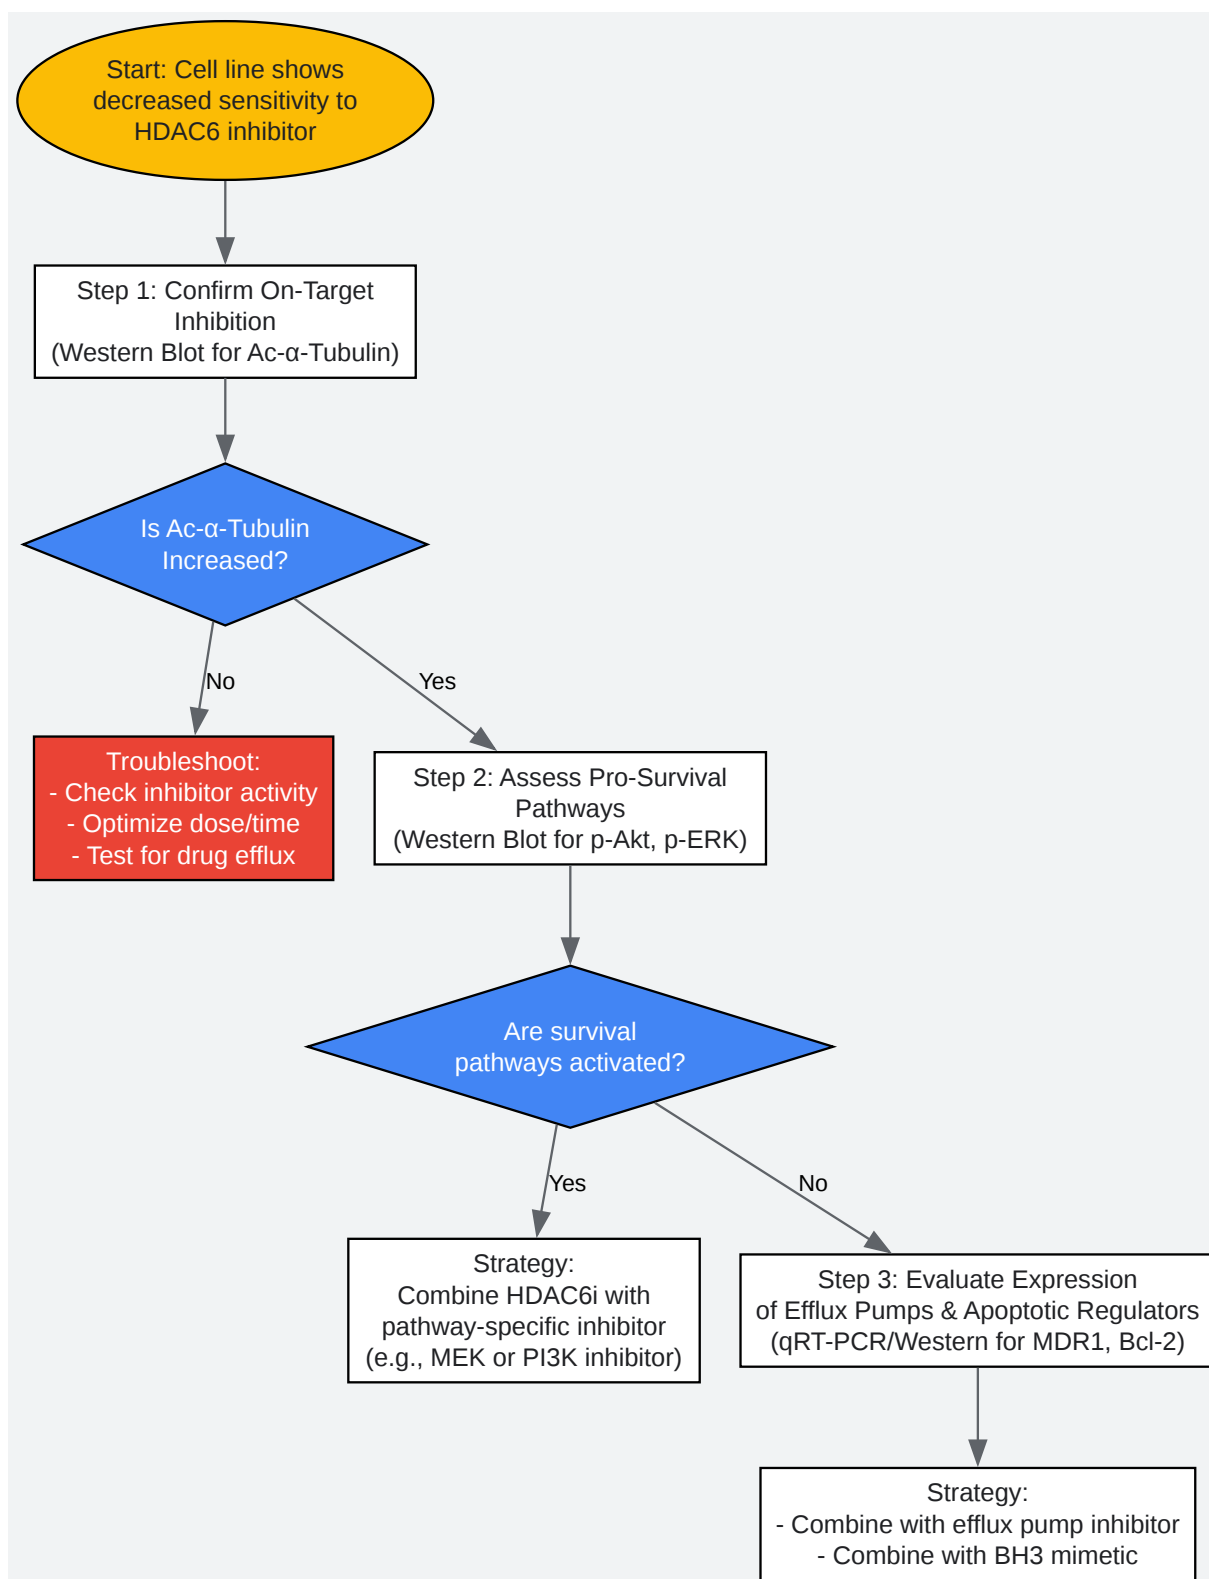 Start: Cell line shows
decreased sensitivity to
HDAC6 inhibitor
Step 1: Confirm On-Target
Inhibition
(Western Blot for Ac-α-Tubulin)
Is Ac-α-Tubulin
Increased?
No
Yes
Troubleshoot:
- Check inhibitor activity
- Optimize dose/time
- Test for drug efflux
Step 2: Assess Pro-Survival
Pathways
(Western Blot for p-Akt, p-ERK)
Are survival
pathways activated?
Yes
No
Strategy:
Combine HDAC6i with
pathway-specific inhibitor
(e.g., MEK or PI3K inhibitor)
Step 3: Evaluate Expression
of Efflux Pumps & Apoptotic Regulators
(qRT-PCR/Western for MDR1, Bcl-2)
Strategy:
- Combine with efflux pump inhibitor
- Combine with BH3 mimetic